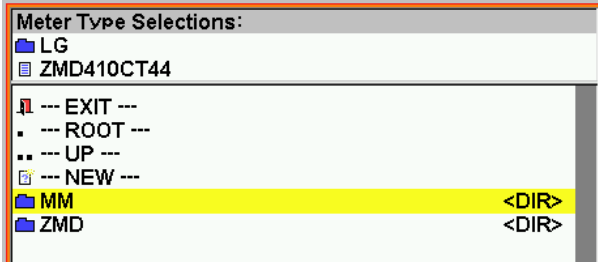 Meter Type Selections:
LG
ZMD410CT44
--- EXIT ---
. --- ROOT ---
.. --- UP ---
--- NEW ---
MM <DIR>
ZMD <DIR>